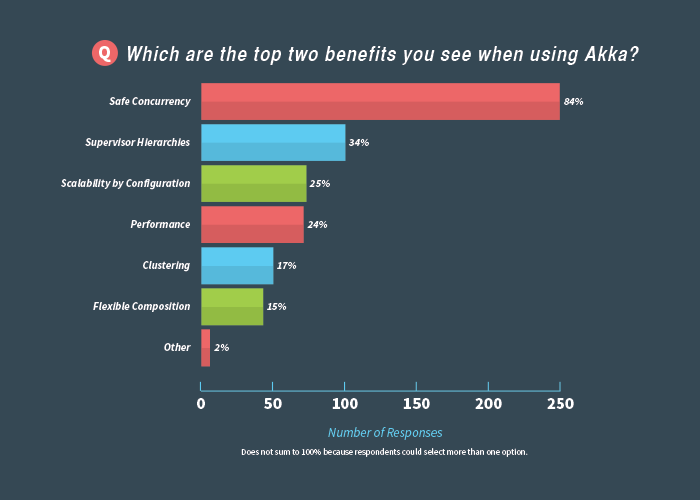 Q Which are the top two benefits you see when using Akka?
Safe Concurrency 84%
Supervisor Hierarchies 34%
Scalability by Configuration 25%
Performance 24%
Clustering 17%
Flexible Composition 15%
Other 2%
0 50 100 150 200 250
Number of Responses
Does not sum to 100% because respondents could select more than one option.